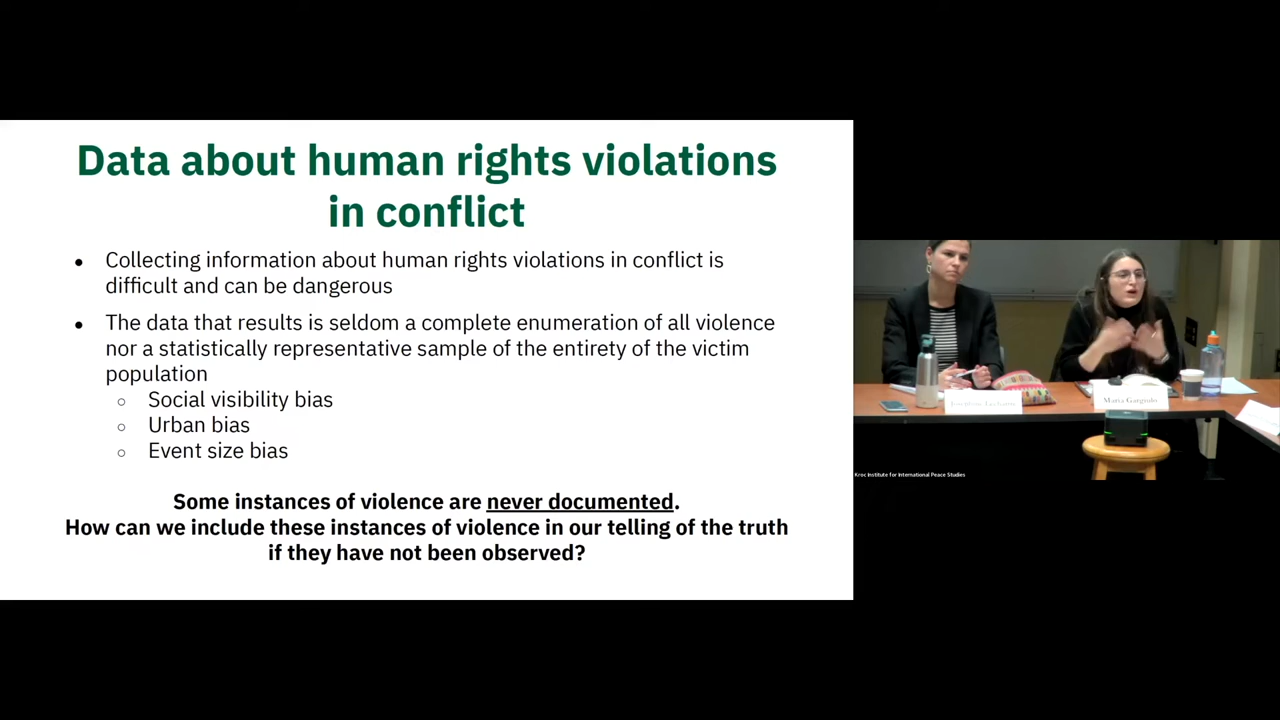 Data about human rights violations
in conflict
● Collecting information about human rights violations in conflict is
difficult and can be dangerous
● The data that results is seldom a complete enumeration of all violence
nor a statistically representative sample of the entirety of the victim
population
○ Social visibility bias
○ Urban bias
○ Event size bias
Some instances of violence are never documented.
How can we include these instances of violence in our telling of the truth
if they have not been observed?
Maria Gargiulo
Kroc Institute for International Peace Studies